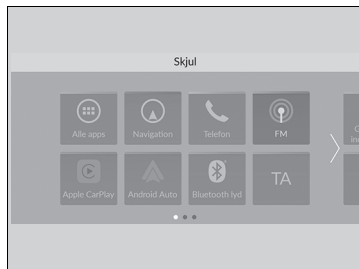 Skjul
Alle apps
Navigation
Telefon
FM
Apple CarPlay
Android Auto
Bluetooth lyd
TA